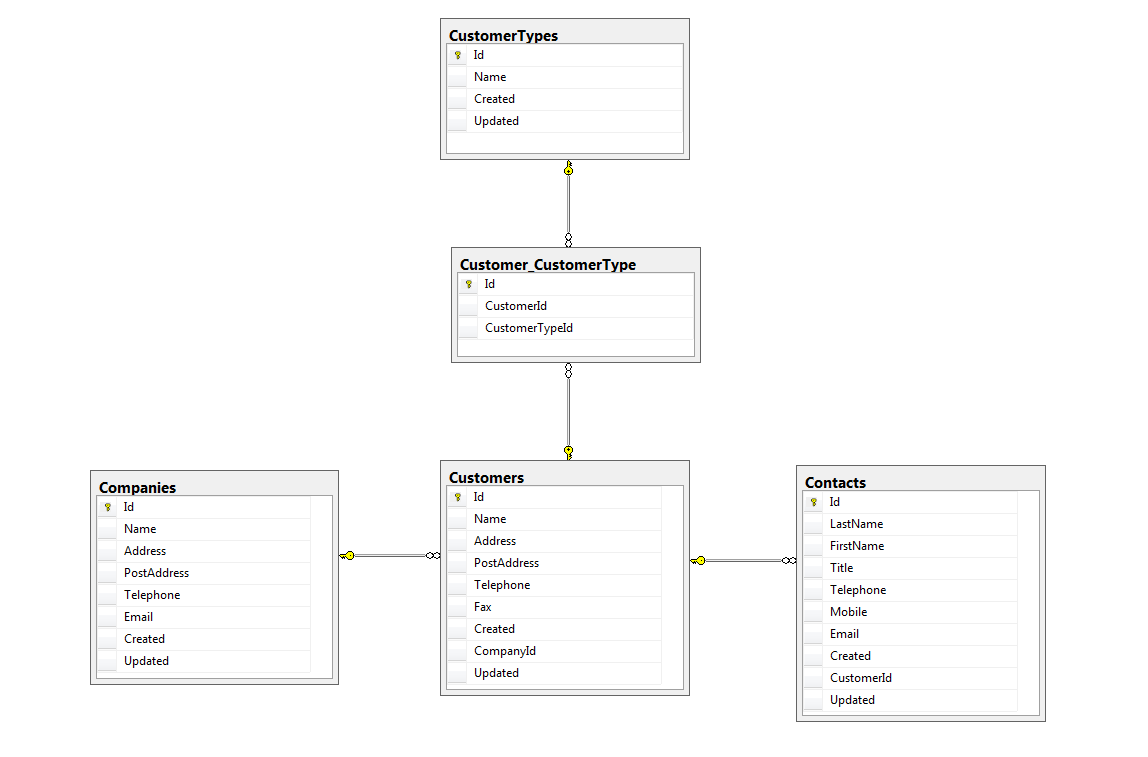 CustomerTypes
Id
Name
Created
Updated
Customer_CustomerType
Id
CustomerId
CustomerTypeId
Companies
Id
Name
Address
PostAddress
Telephone
Email
Created
Updated
Customers
Id
Name
Address
PostAddress
Telephone
Fax
Created
CompanyId
Updated
Contacts
Id
LastName
FirstName
Title
Telephone
Mobile
Email
Created
CustomerId
Updated